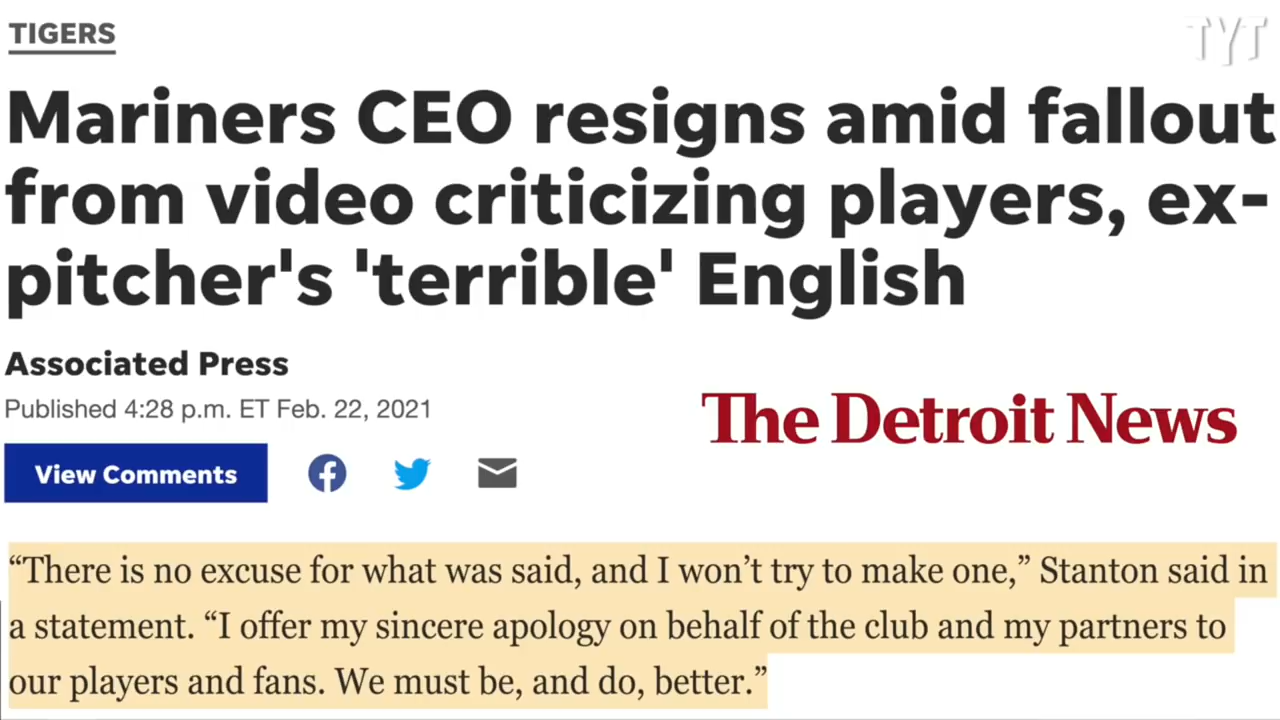 TIGERS
TYT
Mariners CEO resigns amid fallout
from video criticizing players, ex-
pitcher's 'terrible' English
Associated Press
Published 4:28 p.m. ET Feb. 22, 2021
The Detroit News
View Comments
“There is no excuse for what was said, and I won’t try to make one,” Stanton said in
a statement. “I offer my sincere apology on behalf of the club and my partners to
our players and fans. We must be, and do, better.”